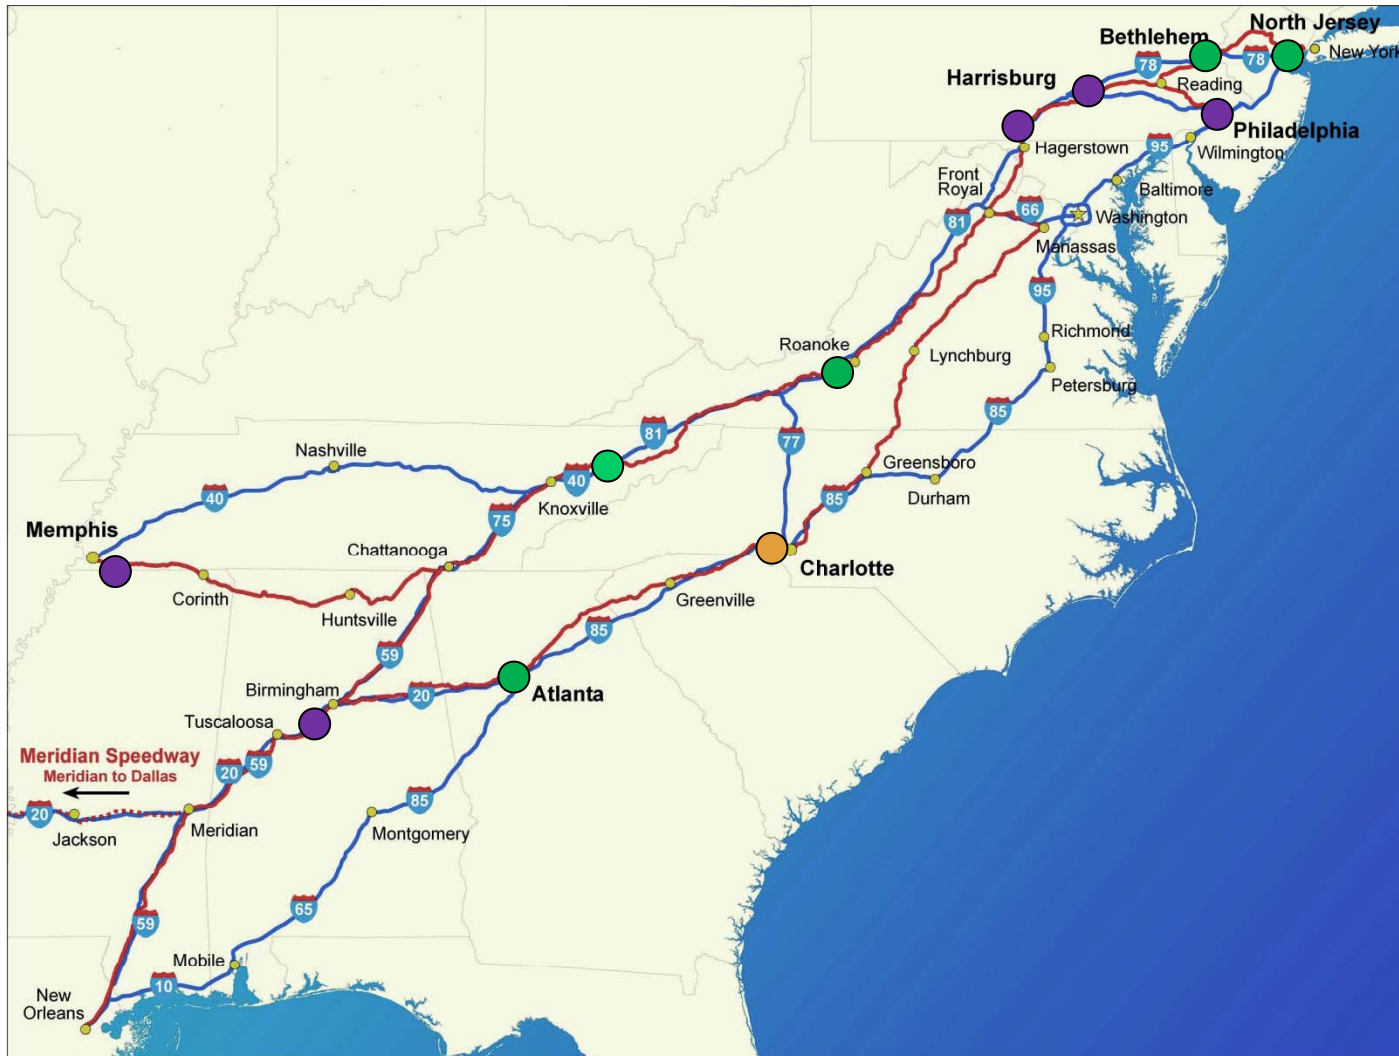 North Jersey
Bethlehem
New York
78
78
Harrisburg
Reading
Philadelphia
Hagerstown
95
Wilmington
Front
Royal
Baltimore
66
81
Washington
Manassas
95
Richmond
Roanoke
Lynchburg
Petersburg
85
81
77
Nashville
Greensboro
40
Knoxville
40
Durham
85
75
Memphis
Chattanooga
Charlotte
Corinth
Greenville
Huntsville
85
59
Birmingham
20
Atlanta
Tuscaloosa
Meridian Speedway
Meridian to Dallas
59
20
85
20
Jackson
Meridian
Montgomery
65
59
Mobile
10
New
Orleans